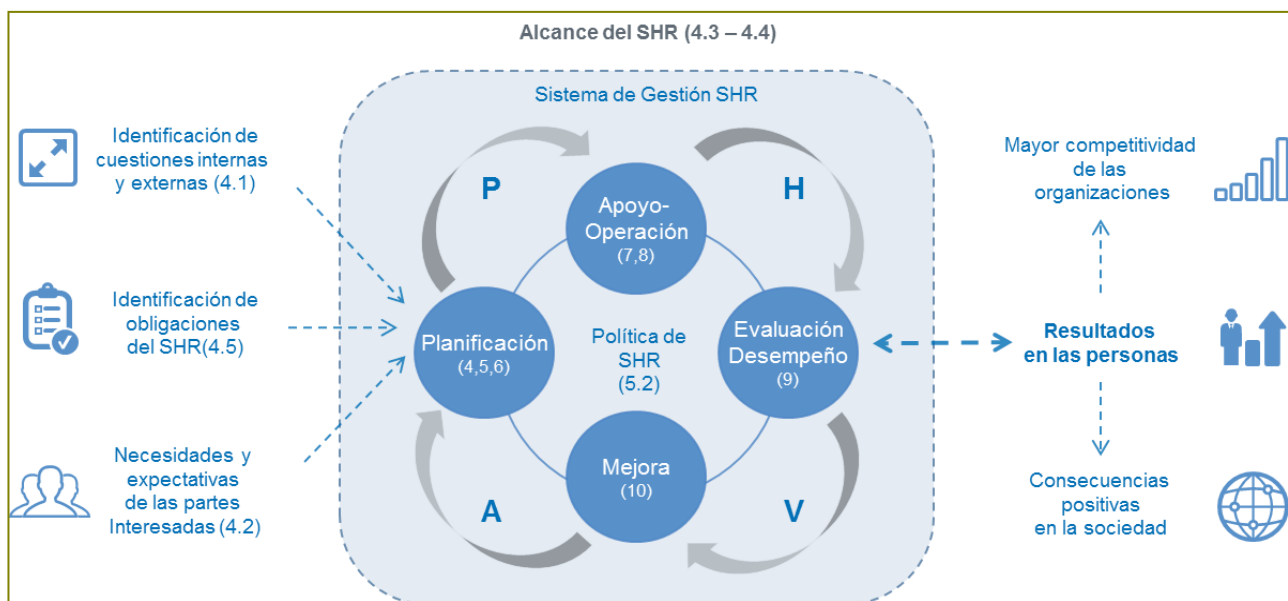 Alcance del SHR (4.3 – 4.4)
Sistema de Gestión SHR
Identificación de
cuestiones internas
y externas (4.1)
Identificación de
obligaciones
del SHR(4.5)
Necesidades y
expectativas
de las partes
Interesadas (4.2)
P
H
Apoyo-
Operación
(7,8)
Planificación
(4,5,6)
Política de
SHR
(5.2)
Evaluación
Desempeño
(9)
Mejora
(10)
A
V
Mayor competitividad
de las
organizaciones
Resultados
en las personas
Consecuencias
positivas
en la sociedad